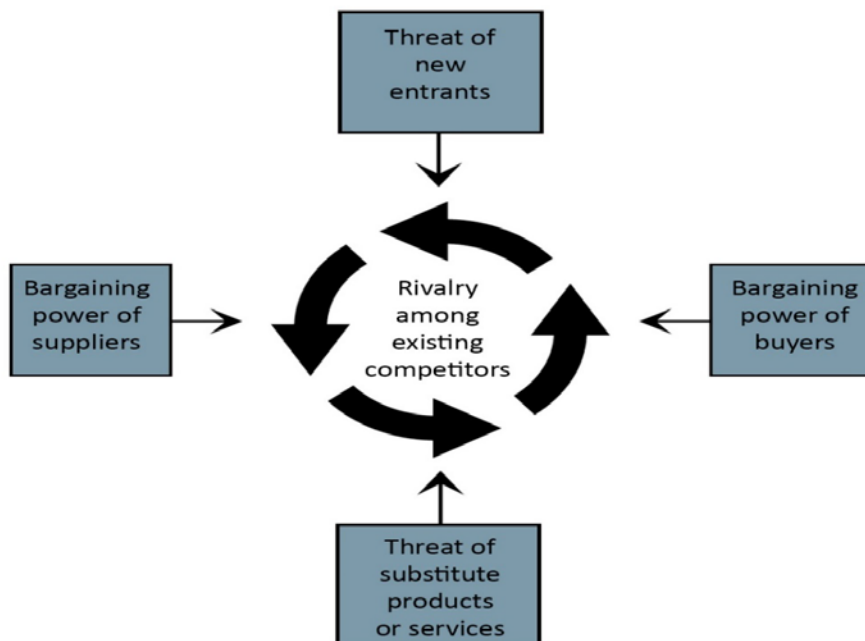 Threat of
new
entrants
Bargaining
power of
suppliers
Rivalry
among
existing
competitors
Bargaining
power of
buyers
Threat of
substitute
products
or services